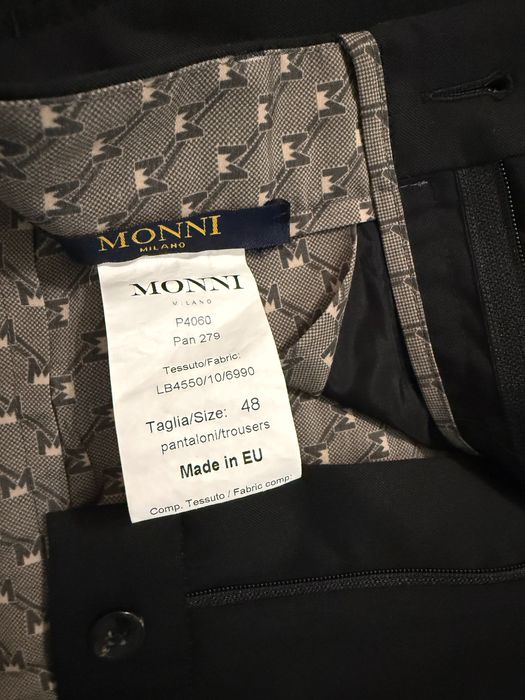 MONNI
MILANO
MONNI
MILANO
P4060
Pan 279
Tessuto/Fabric:
LB4550/10/6990
Taglia/Size: 48
pantaloni/trousers
Made in EU
Comp. Tessuto / Fabric comp: